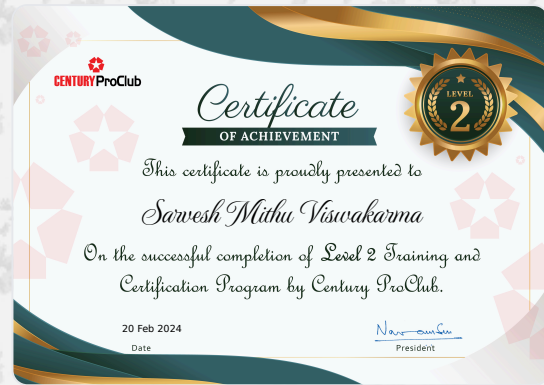 CENTURY ProClub
Certificate
OF ACHIEVEMENT
LEVEL
2
This certificate is proudly presented to
Sarvesh Mithu Viswakarma
On the successful completion of Level 2 Training and
Certification Program by Century ProClub.
20 Feb 2024
Date
President